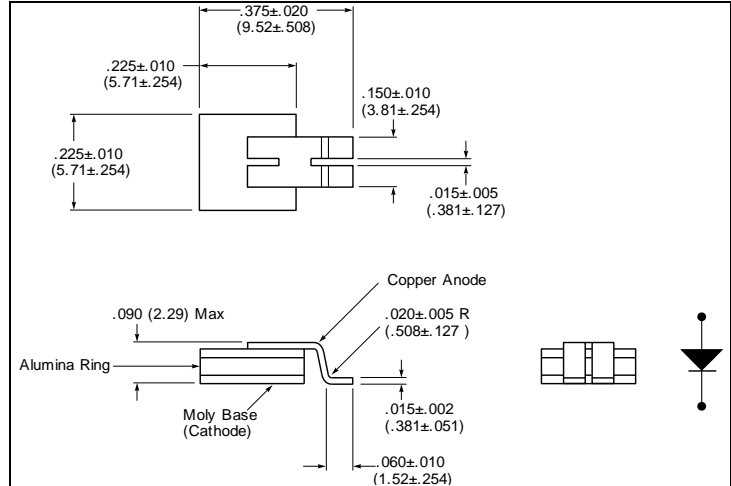 .375±.020
(9.52±.508)
.225±.010
(5.71±.254)
.150±.010
(3.81±.254)
.225±.010
(5.71±.254)
.015±.005
(.381±.127)
Copper Anode
.090 (2.29) Max
.020±.005 R
(.508±.127 )
Alumina Ring
Moly Base
(Cathode)
.015±.002
(.381±.051)
.060±.010
(1.52±.254)